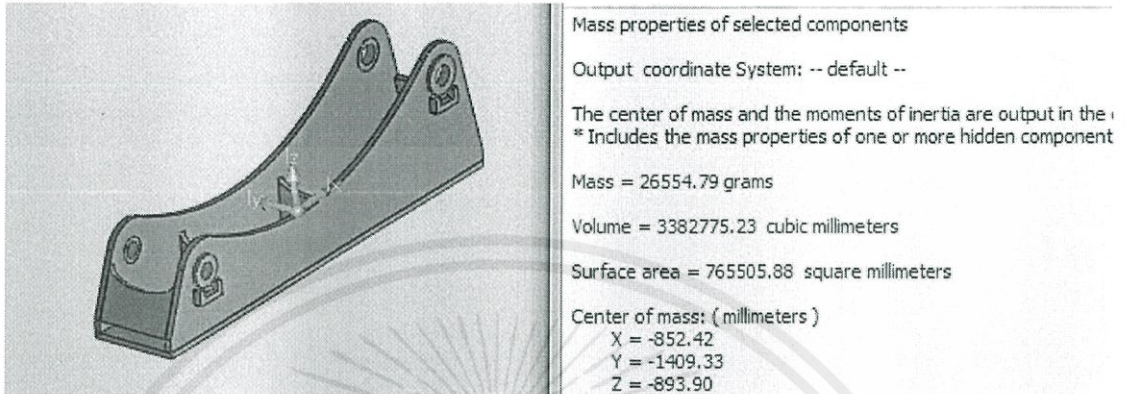 Mass properties of selected components
Output coordinate System: -- default --
The center of mass and the moments of inertia are output in the
* Includes the mass properties of one or more hidden component
Mass = 26554.79 grams
Volume = 3382775.23 cubic millimeters
Surface area = 765505.88 square millimeters
Center of mass: ( millimeters )
X = -852.42
Y = -1409.33
Z = -893.90
Iz
Iy
Ix